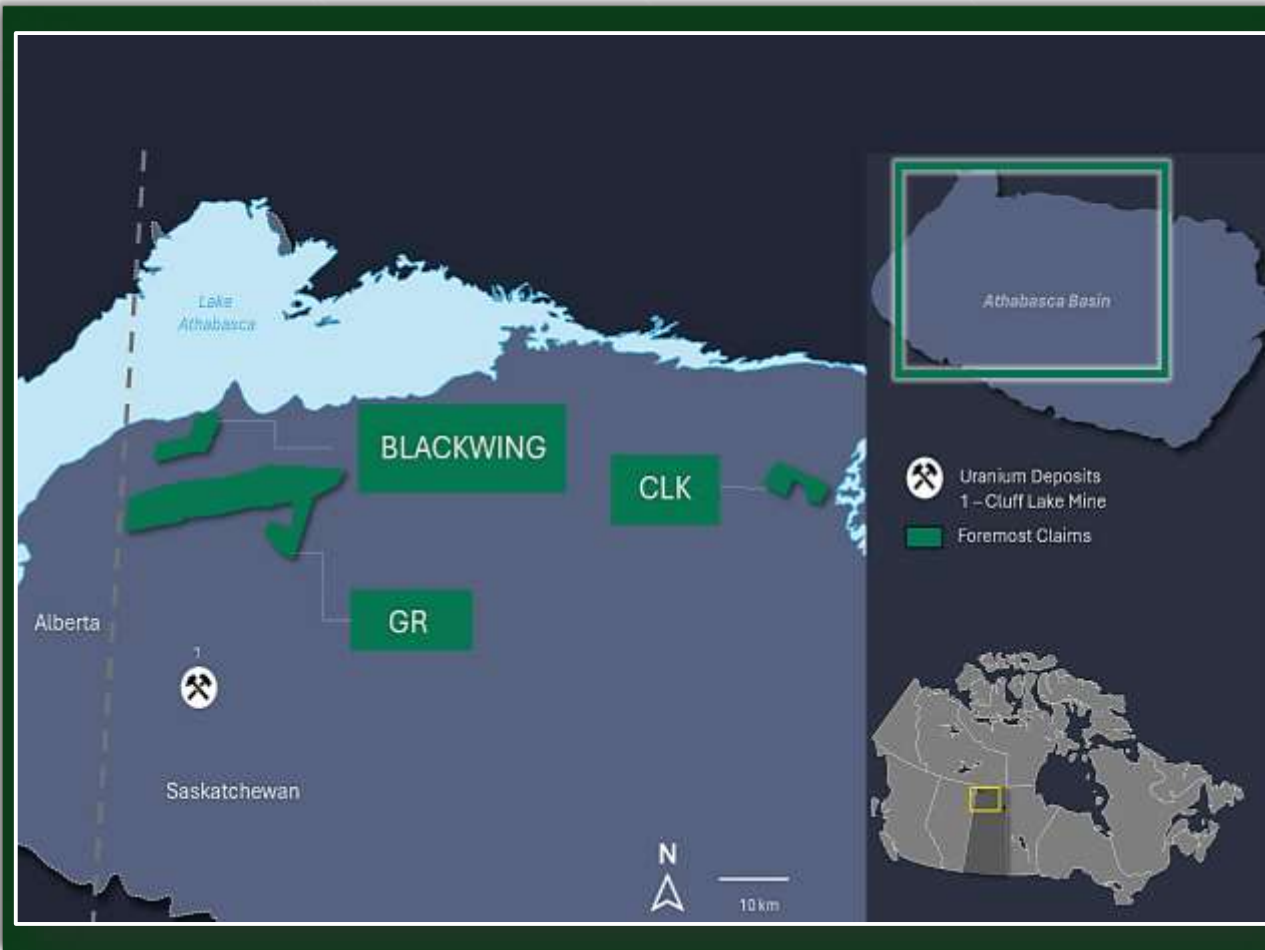 Lake
Athabasca
BLACKWING
CLK
GR
Alberta
1
Saskatchewan
N
10 km
Athabasca Basin
Uranium Deposits
1 – Cluff Lake Mine
Foremost Claims